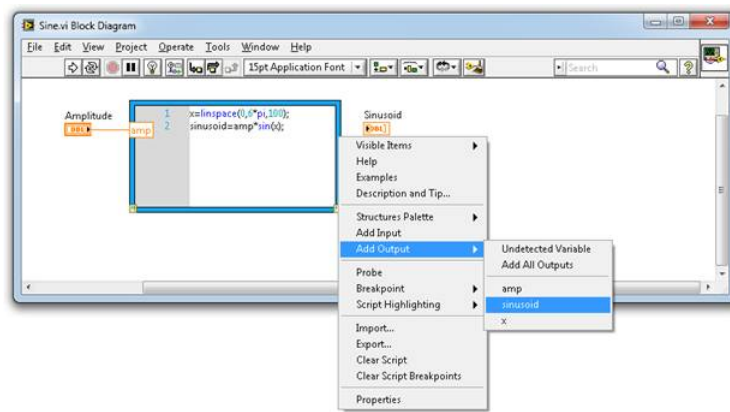 Sine.vi Block Diagram
File Edit View Project Operate Tools Window Help
15pt Application Font Search
Amplitude
DBL
amp
1 x=linspace(0,6*pi,100);
2 sinusoid=amp*sin(x);
Sinusoid
[DBL]
Visible Items
Help
Examples
Description and Tip...
Structures Palette
Add Input
Add Output
Probe
Breakpoint
Script Highlighting
Import...
Export...
Clear Script
Clear Script Breakpoints
Properties
Undetected Variable
Add All Outputs
amp
sinusoid
x